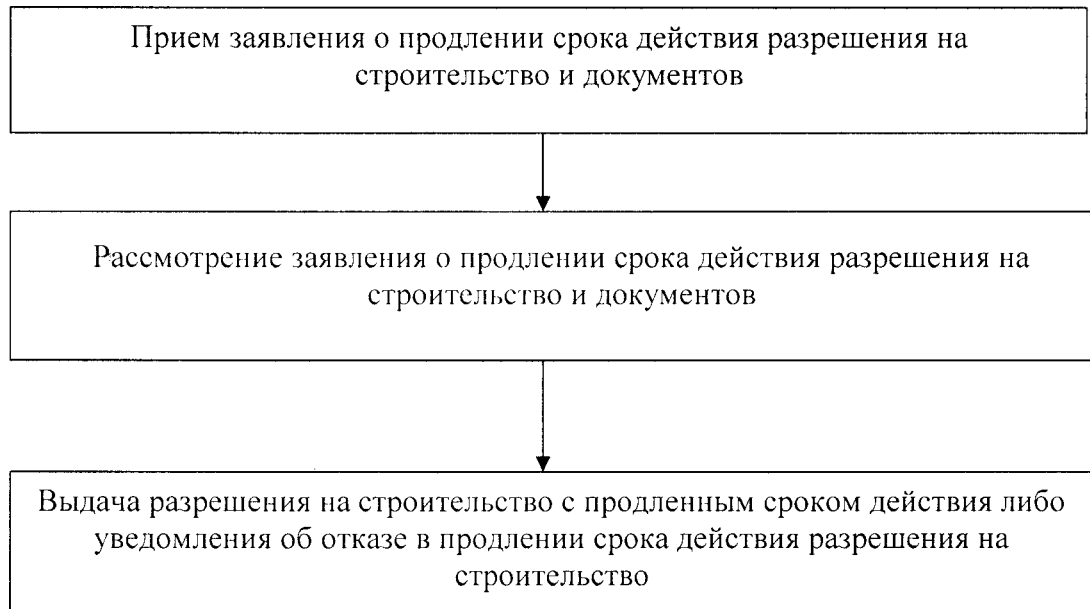 Прием заявления о продлении срока действия разрешения на
строительство и документов
Рассмотрение заявления о продлении срока действия разрешения на
строительство и документов
Выдача разрешения на строительство с продленным сроком действия либо
уведомления об отказе в продлении срока действия разрешения на
строительство